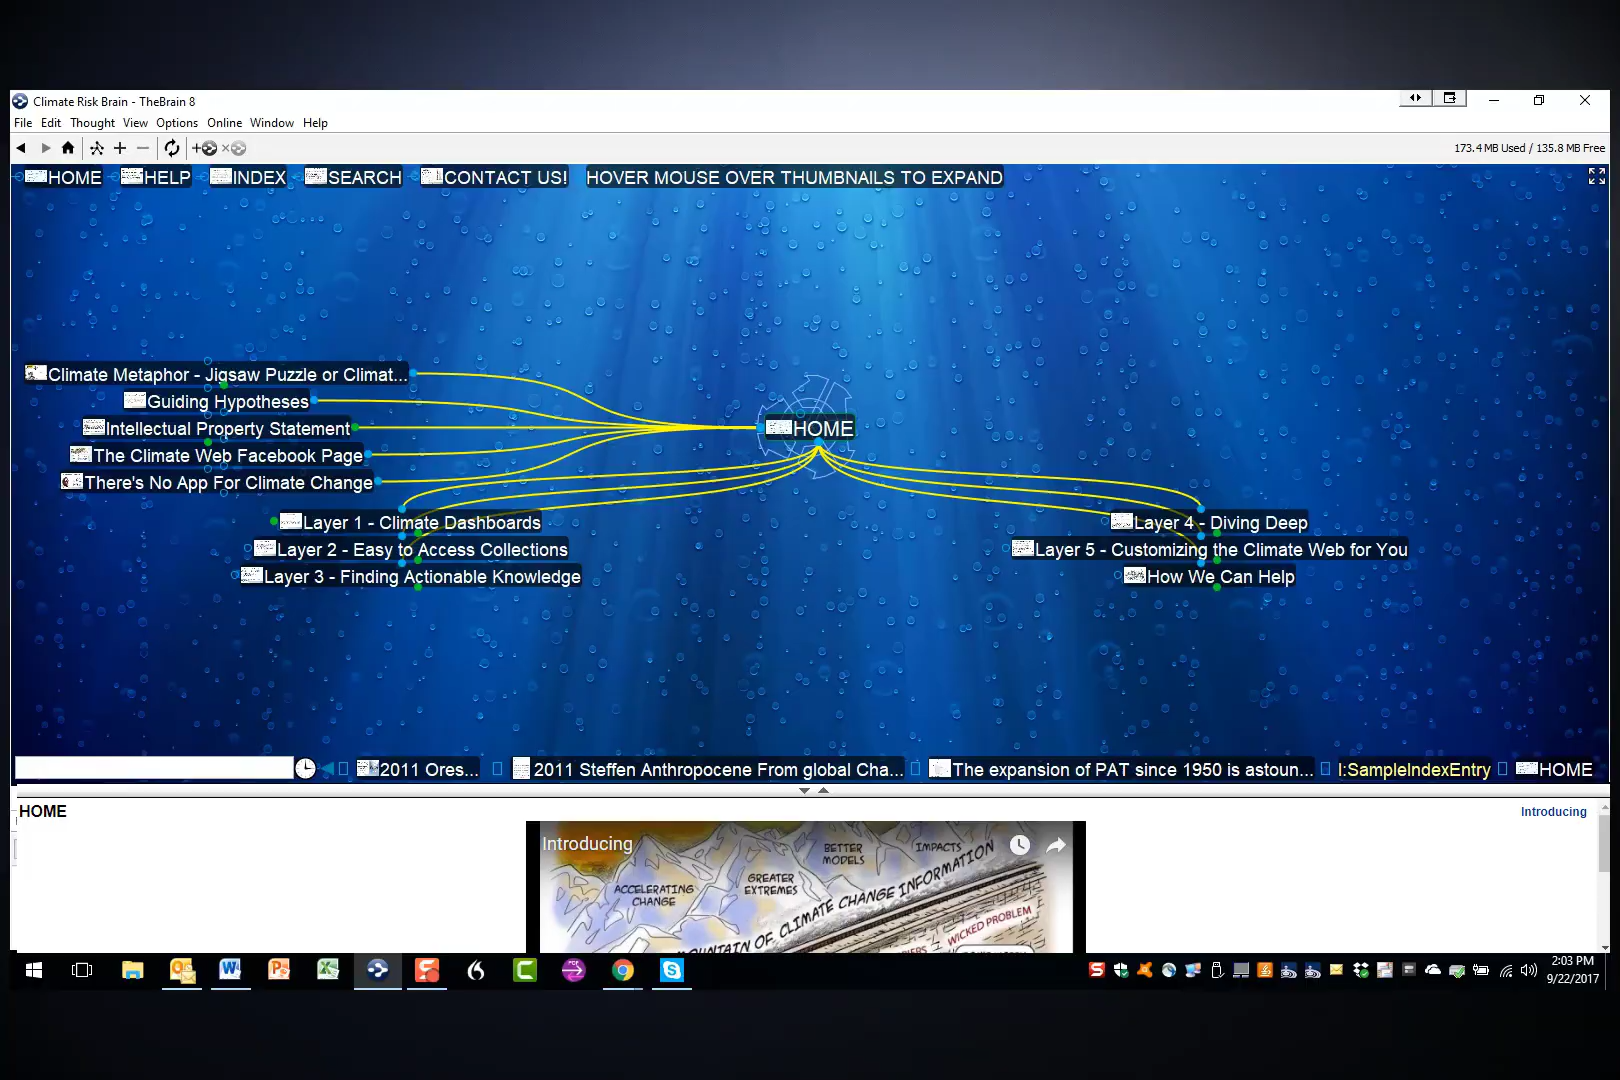 Climate Risk Brain - TheBrain 8
File Edit Thought View Options Online Window Help
173.4 MB Used / 135.8 MB Free
HOME HELP INDEX SEARCH CONTACT US! HOVER MOUSE OVER THUMBNAILS TO EXPAND
Climate Metaphor - Jigsaw Puzzle or Climat...
Guiding Hypotheses
Intellectual Property Statement
The Climate Web Facebook Page
There's No App For Climate Change
HOME
Layer 1 - Climate Dashboards
Layer 2 - Easy to Access Collections
Layer 3 - Finding Actionable Knowledge
Layer 4 - Diving Deep
Layer 5 - Customizing the Climate Web for You
How We Can Help
2011 Ores... 2011 Steffen Anthropocene From global Cha... The expansion of PAT since 1950 is astoun... I:SampleIndexEntry HOME
HOME
Introducing
Introducing
ACCELERATING CHANGE
GREATER EXTREMES
BETTER MODELS
IMPACTS
MOUNTAIN OF CLIMATE CHANGE INFORMATION
WICKED PROBLEM
2:03 PM
9/22/2017